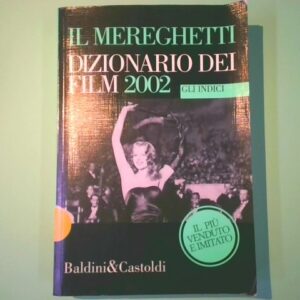 IL MEREGHETTI
DIZIONARIO DEI
FILM 2002
GLI INDICI
IL PIÙ
VENDUTO
E IMITATO
Baldini&Castoldi